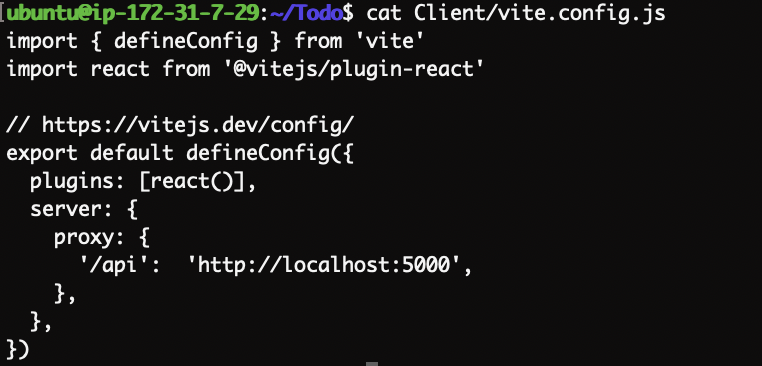 ubuntu@ip-172-31-7-29:~/Todo$ cat Client/vite.config.js
import { defineConfig } from 'vite'
import react from '@vitejs/plugin-react'

// https://vitejs.dev/config/
export default defineConfig({
  plugins: [react()],
  server: {
    proxy: {
      '/api':  'http://localhost:5000',
    },
  },
})